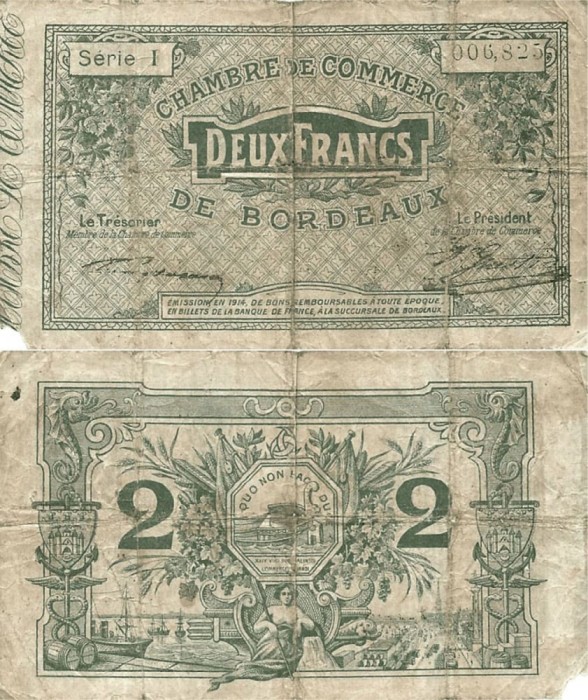 Série I
006,825
CHAMBRE DE COMMERCE
DEUX FRANCS
DE BORDEAUX
Le Trésorier
Membre de la Chambre de Commerce
Le Président
de la Chambre de Commerce
EMISSION, EN 1914, DE BONS REMBOURSABLES A TOUTE EPOQUE,
EN BILLETS DE LA BANQUE DE FRANCE, A LA SUCCURSALE DE BORDEAUX.
QUO NON
2 2